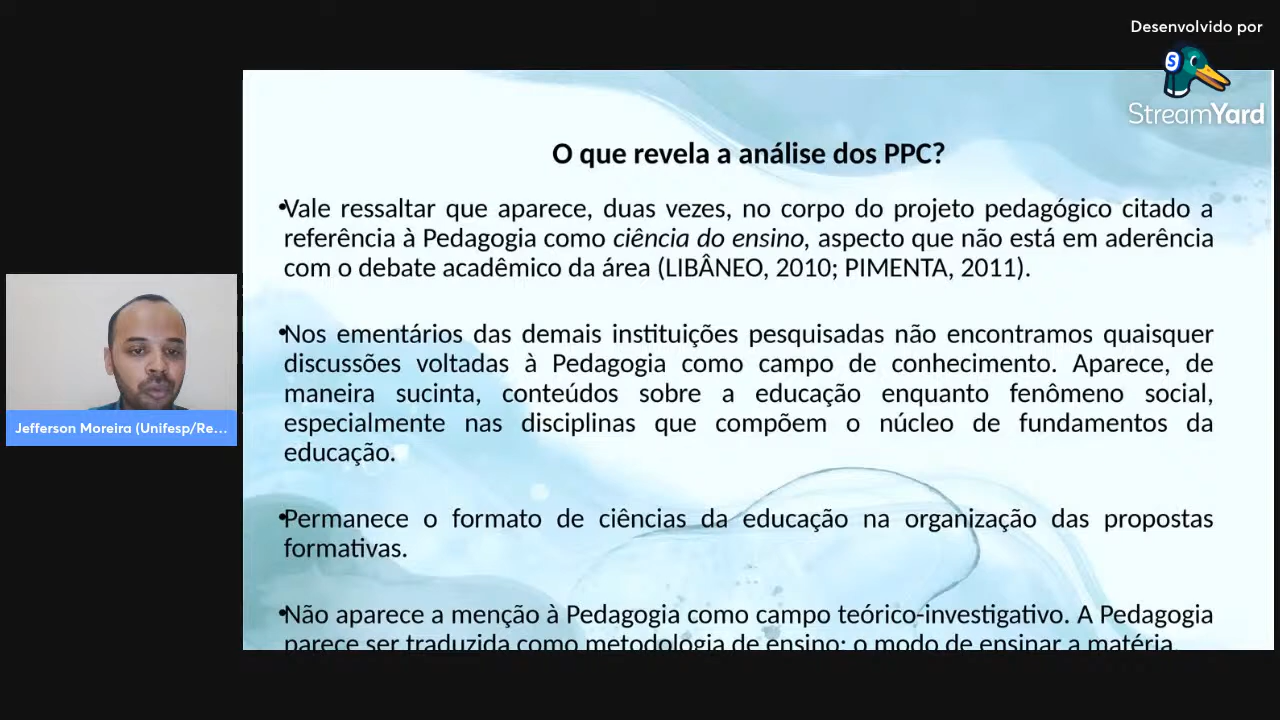 Desenvolvido por
StreamYard
O que revela a análise dos PPC?
•Vale ressaltar que aparece, duas vezes, no corpo do projeto pedagógico citado a
referência à Pedagogia como ciência do ensino, aspecto que não está em aderência
com o debate acadêmico da área (LIBÂNEO, 2010; PIMENTA, 2011).
•Nos ementários das demais instituições pesquisadas não encontramos quaisquer
discussões voltadas à Pedagogia como campo de conhecimento. Aparece, de
maneira sucinta, conteúdos sobre a educação enquanto fenômeno social,
especialmente nas disciplinas que compõem o núcleo de fundamentos da
educação.
•Permanece o formato de ciências da educação na organização das propostas
formativas.
•Não aparece a menção à Pedagogia como campo teórico-investigativo. A Pedagogia
parece ser traduzida como metodologia de ensino; o modo de ensinar a matéria.
Jefferson Moreira (Unifesp/Re...